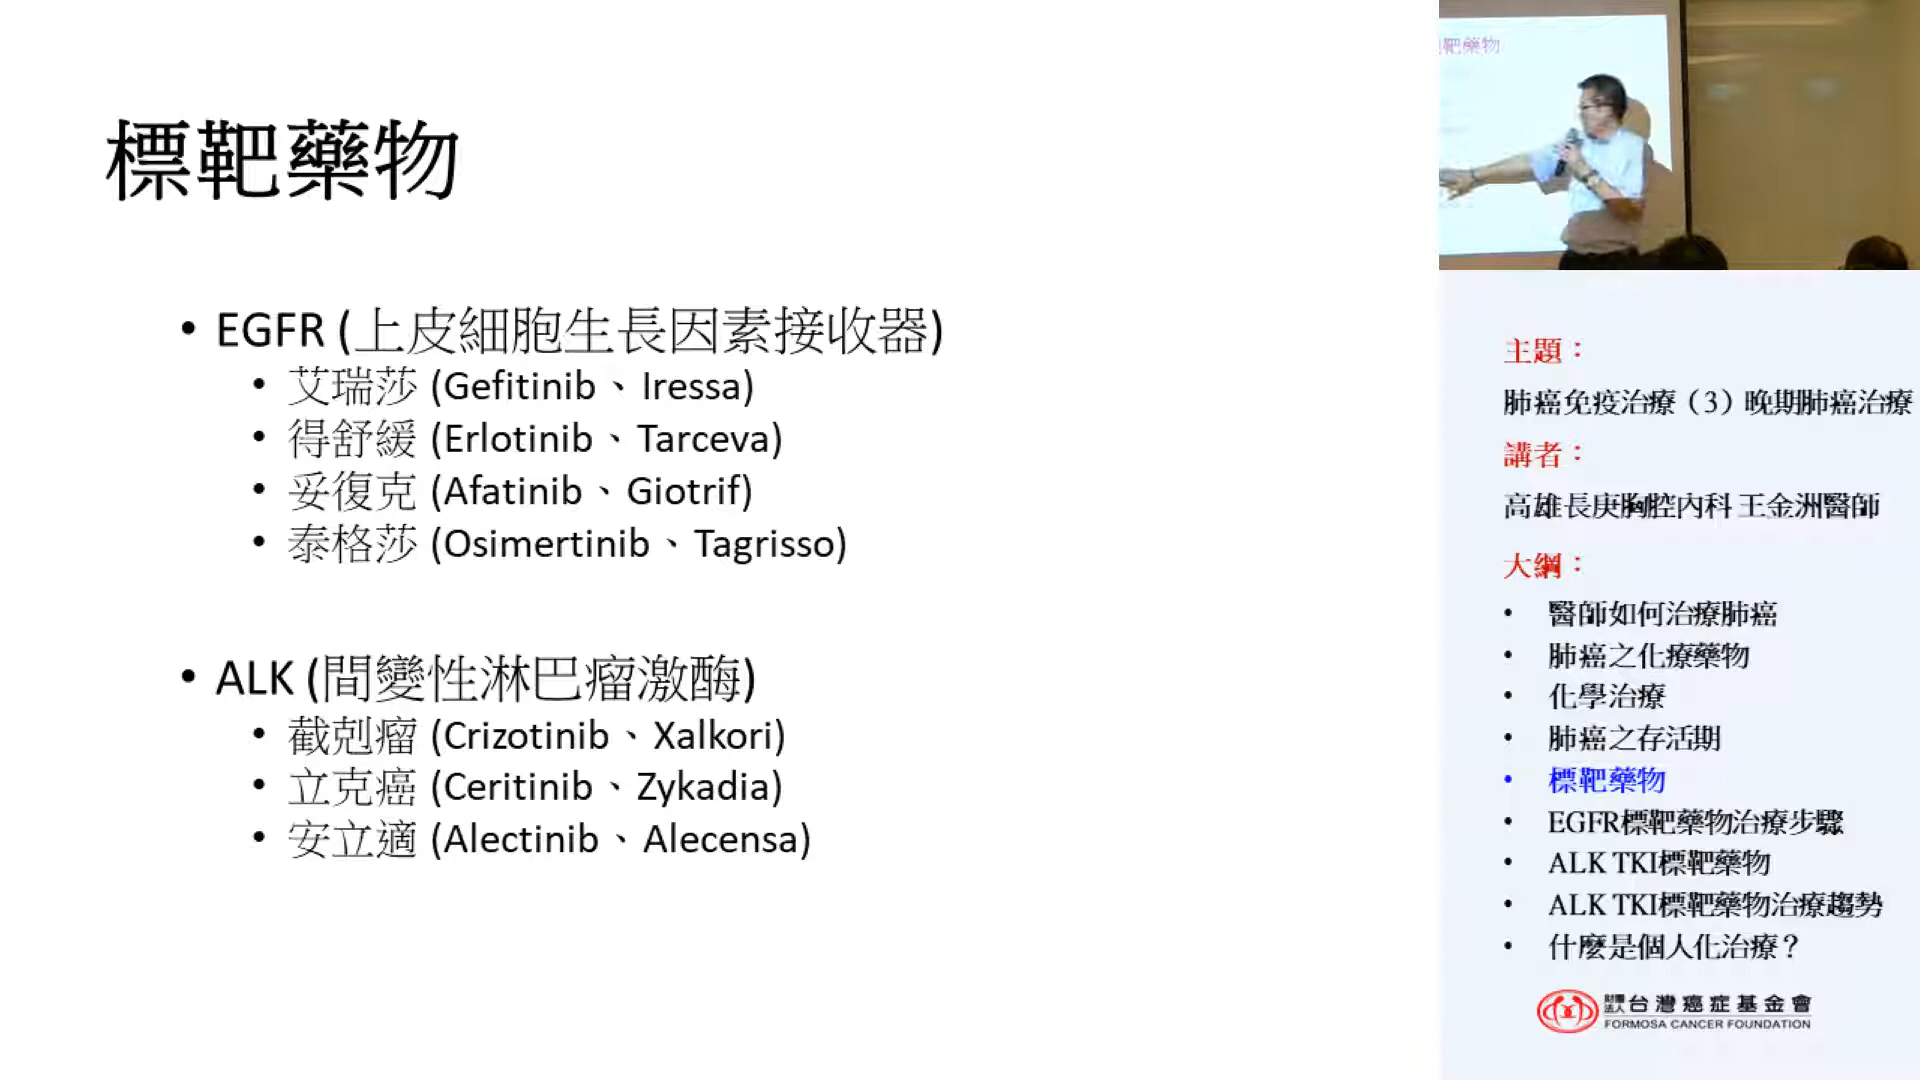 標靶藥物
• EGFR (上皮細胞生長因素接收器)
• 艾瑞莎 (Gefitinib、Iressa)
• 得舒緩 (Erlotinib、Tarceva)
• 妥復克 (Afatinib、Giotrif)
• 泰格莎 (Osimertinib、Tagrisso)
• ALK (間變性淋巴瘤激酶)
• 截剋瘤 (Crizotinib、Xalkori)
• 立克癌 (Ceritinib、Zykadia)
• 安立適 (Alectinib、Alecensa)
靶藥物
主題：
肺癌免疫治療（3）晚期肺癌治療
講者：
高雄長庚胸腔內科 王金洲醫師
大綱：
• 醫師如何治療肺癌
• 肺癌之化療藥物
• 化學治療
• 肺癌之存活期
• 標靶藥物
• EGFR標靶藥物治療步驟
• ALK TKI標靶藥物
• ALK TKI標靶藥物治療趨勢
• 什麼是個人化治療？
財團法人台灣癌症基金會
FORMOSA CANCER FOUNDATION